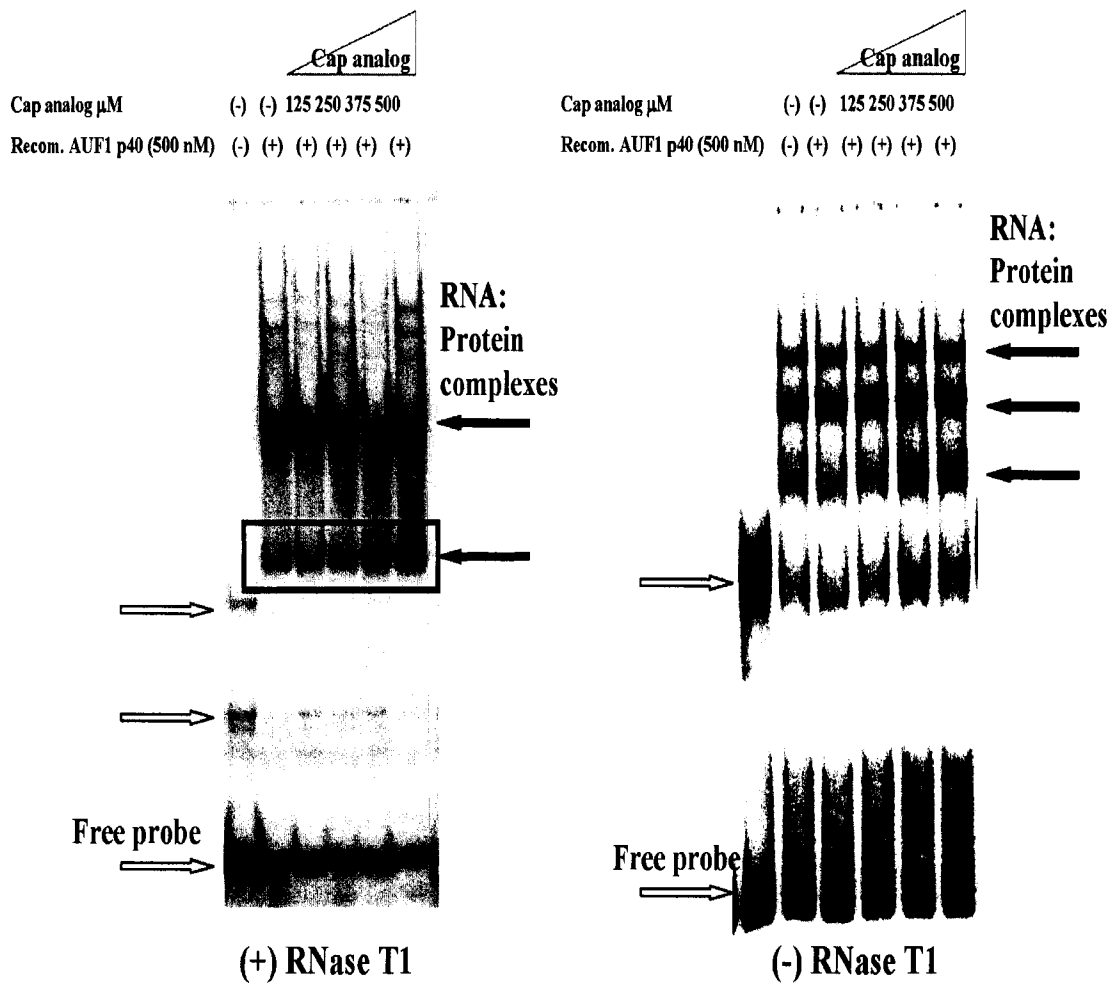 Cap analog
Cap analog µM (-) (-) 125 250 375 500
Recom. AUF1 p40 (500 nM) (-) (+) (+) (+) (+) (+)
RNA:
Protein
complexes
Free probe
(+) RNase T1
Cap analog
Cap analog µM (-) (-) 125 250 375 500
Recom. AUF1 p40 (500 nM) (-) (+) (+) (+) (+) (+)
RNA:
Protein
complexes
Free probe
(-) RNase T1